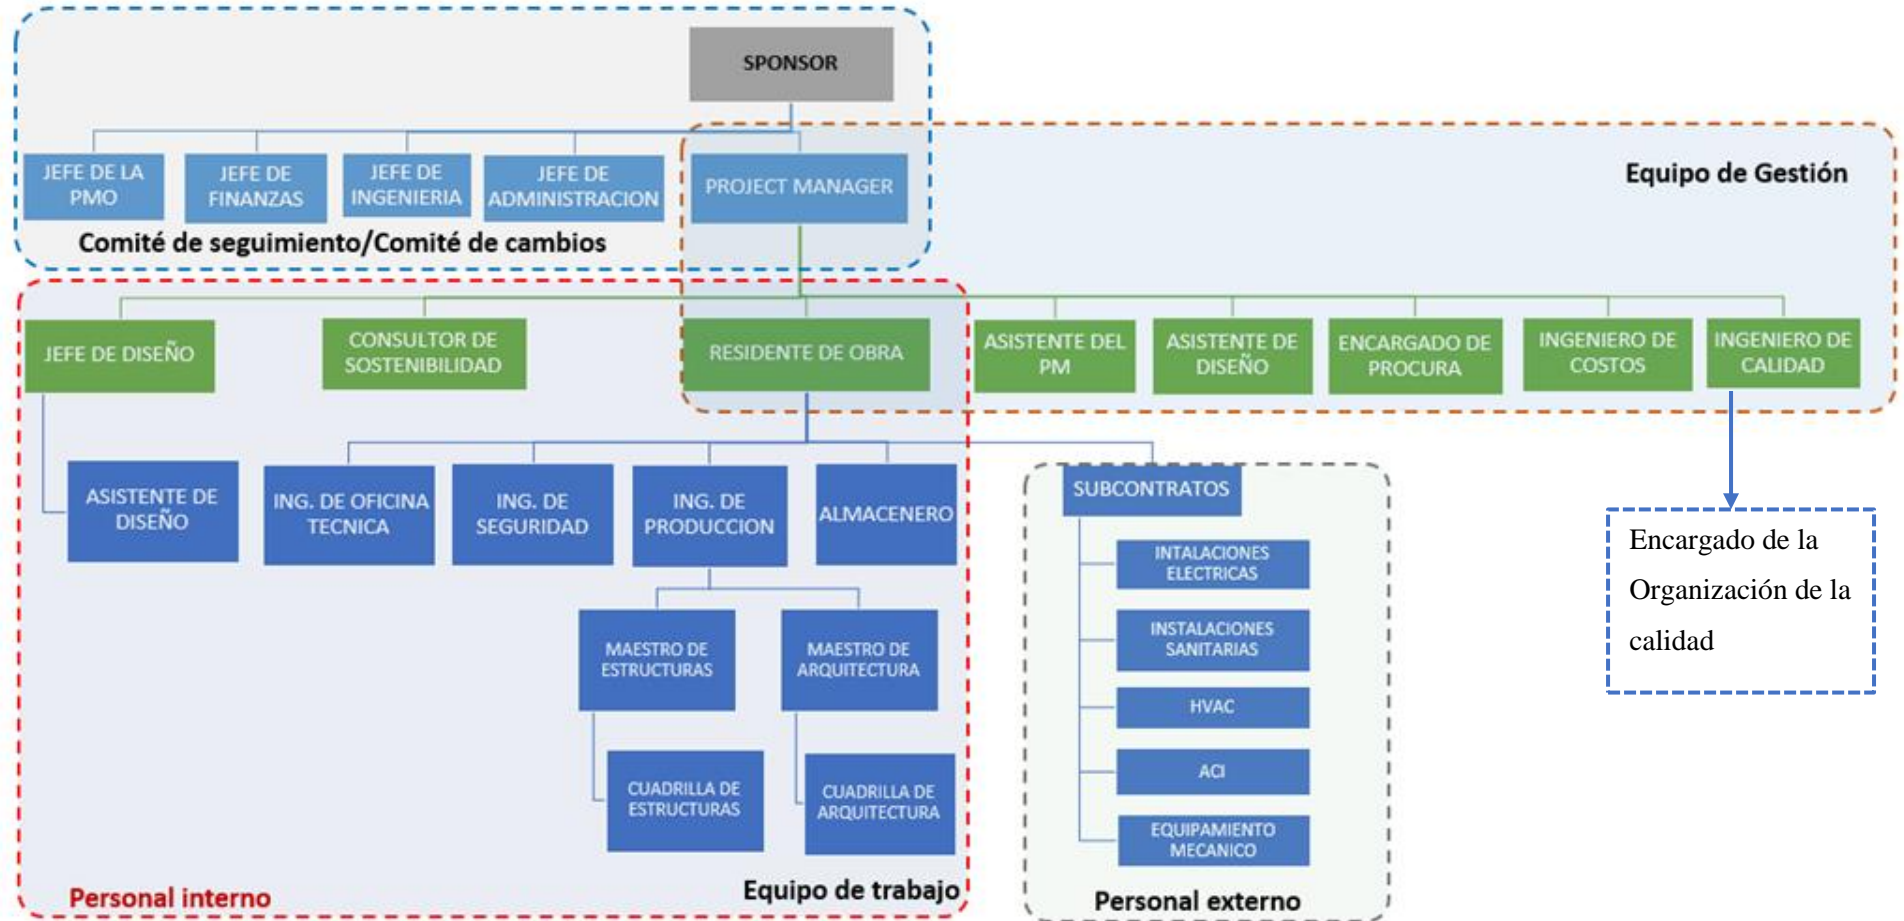 SPONSOR
JEFE DE LA
PMO
JEFE DE
FINANZAS
JEFE DE
INGENIERIA
JEFE DE
ADMINISTRACION
PROJECT MANAGER
Equipo de Gestión
Comité de seguimiento/Comité de cambios
JEFE DE DISEÑO
CONSULTOR DE
SOSTENIBILIDAD
RESIDENTE DE OBRA
ASISTENTE DEL
PM
ASISTENTE DE
DISEÑO
ENCARGADO DE
PROCURA
INGENIERO DE
COSTOS
INGENIERO DE
CALIDAD
ASISTENTE DE
DISEÑO
ING. DE OFICINA
TECNICA
ING. DE
SEGURIDAD
ING. DE
PRODUCCION
ALMACENERO
SUBCONTRATOS
INTALACIONES
ELECTRICAS
INSTALACIONES
SANITARIAS
HVAC
ACI
EQUIPAMIENTO
MECANICO
Encargado de la
Organización de la
calidad
MAESTRO DE
ESTRUCTURAS
MAESTRO DE
ARQUITECTURA
CUADRILLA DE
ESTRUCTURAS
CUADRILLA DE
ARQUITECTURA
Personal interno
Equipo de trabajo
Personal externo